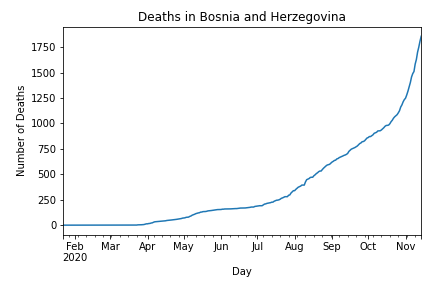 Deaths in Bosnia and Herzegovina
1750
1500
1250
1000
750
500
250
0
Number of Deaths
Feb Mar Apr May Jun Jul Aug Sep Oct Nov
2020
Day